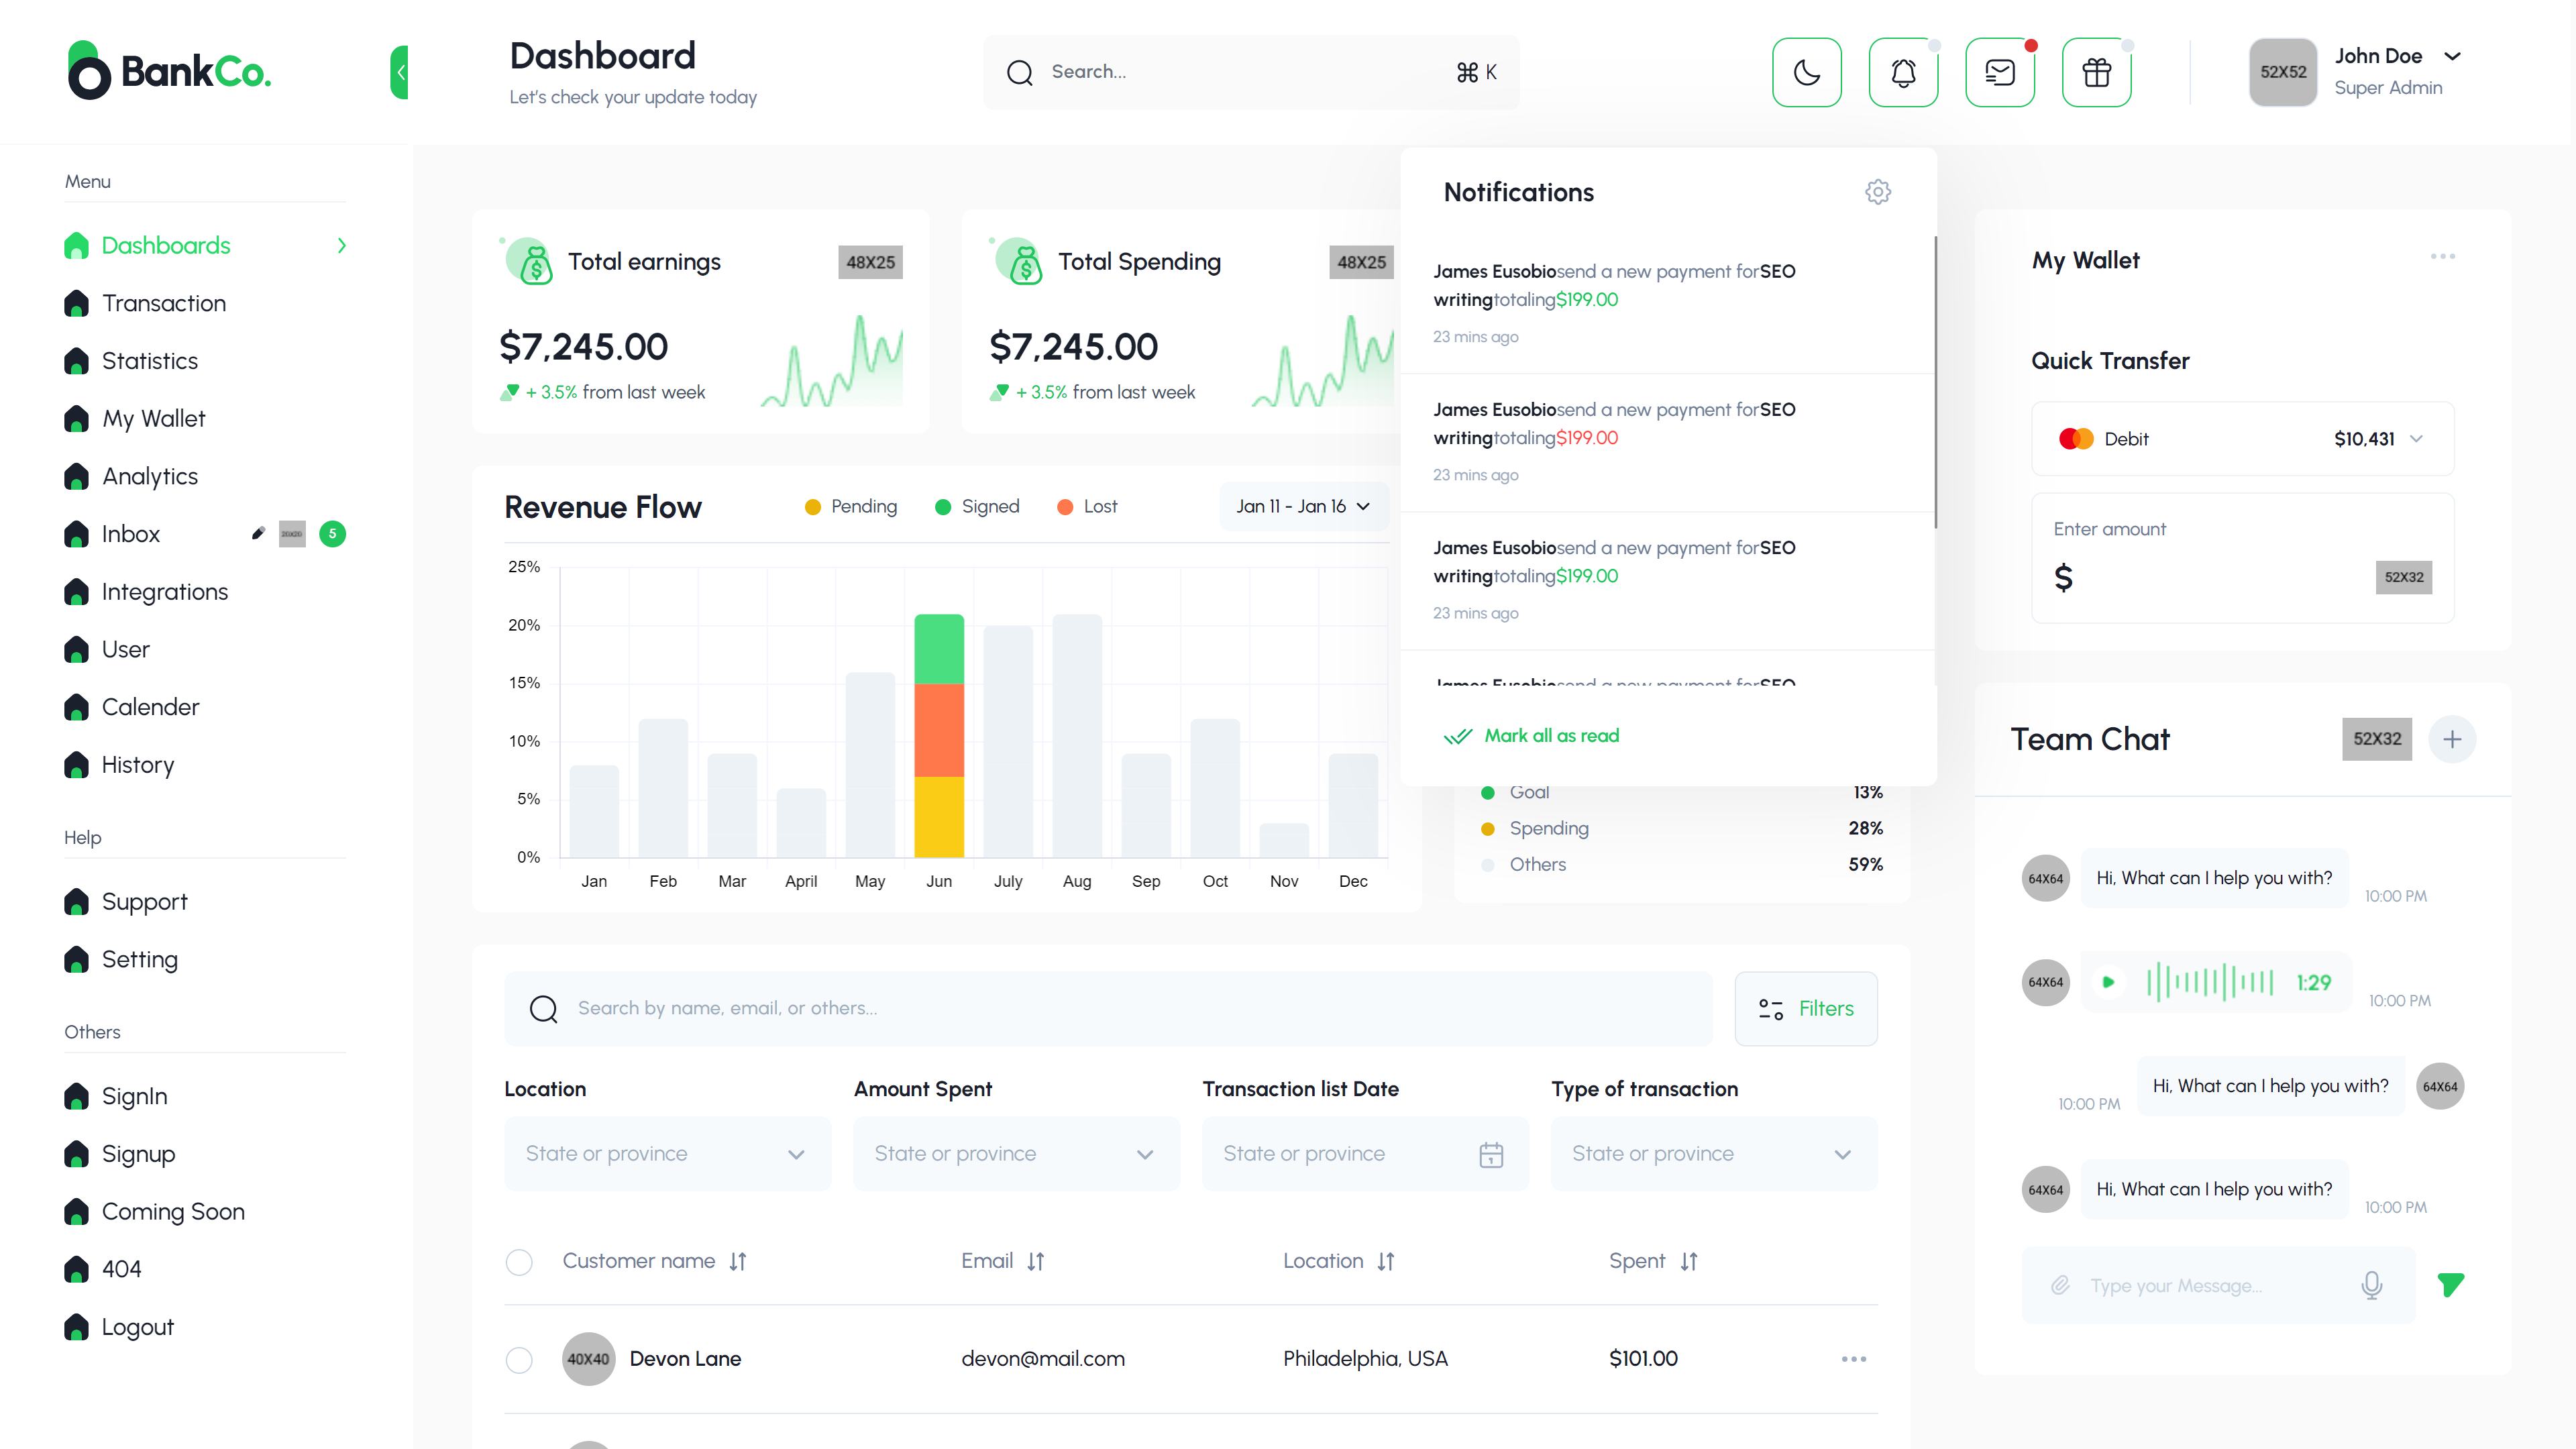 BankCo.
Dashboard
Let's check your update today
Search...
⌘ K
52X52
John Doe
Super Admin
Menu
Dashboards
Transaction
Statistics
My Wallet
Analytics
Inbox
20X20
5
Integrations
User
Calender
History
Help
Support
Setting
Others
SignIn
Signup
Coming Soon
404
Logout
Total earnings
48X25
$7,245.00
+ 3.5% from last week
Total Spending
48X25
$7,245.00
+ 3.5% from last week
Revenue Flow
Pending
Signed
Lost
Jan 11 - Jan 16
25%
20%
15%
10%
5%
0%
Jan
Feb
Mar
April
May
Jun
July
Aug
Sep
Oct
Nov
Dec
Notifications
James Eusobiosend a new payment forSEO
writingtotaling$199.00
23 mins ago
James Eusobiosend a new payment forSEO
writingtotaling$199.00
23 mins ago
James Eusobiosend a new payment forSEO
writingtotaling$199.00
23 mins ago
James Eusobiosend a new payment forSEO
Mark all as read
Goal 13%
Spending 28%
Others 59%
Search by name, email, or others...
Filters
Location
State or province
Amount Spent
State or province
Transaction list Date
State or province
Type of transaction
State or province
Customer name
Email
Location
Spent
40X40
Devon Lane
devon@mail.com
Philadelphia, USA
$101.00
My Wallet
Quick Transfer
Debit
$10,431
Enter amount
$
52X32
Team Chat
52X32
64X64
Hi, What can I help you with?
10:00 PM
64X64
1:29
10:00 PM
Hi, What can I help you with?
64X64
10:00 PM
64X64
Hi, What can I help you with?
10:00 PM
Type your Message...